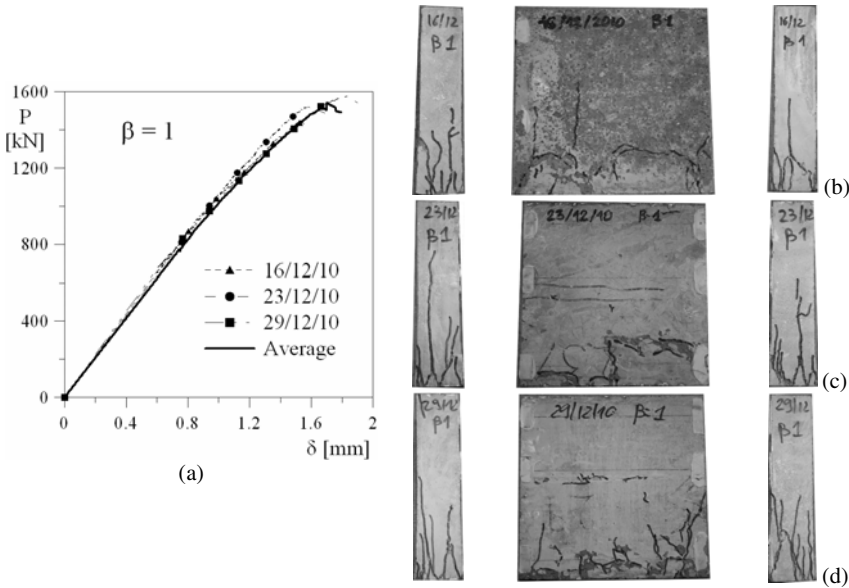 1600
P
[kN]
1200
800
400
0
β = 1
16/12/10
23/12/10
29/12/10
Average
0 0.4 0.8 1.2 1.6 2
δ [mm]
(a)
16/12
β1
16/12/2010 β-1
16/12
β1
(b)
23/12
β1
23/12/10 β-1
23/12
β1
(c)
29/12
β1
29/12/10 β=1
29/12
β1
(d)